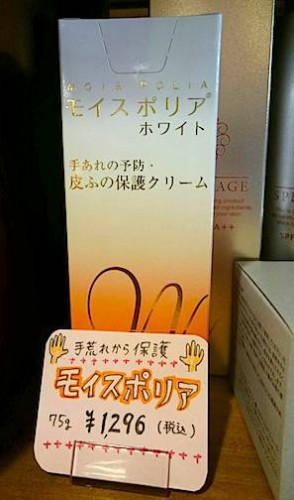 MOIS POLIA
モイスポリア®
ホワイト
手あれの予防・
皮ふの保護クリーム
手荒れから保護
モイスポリア
75g ¥1,296 (税込)
AGE
A++
SPE